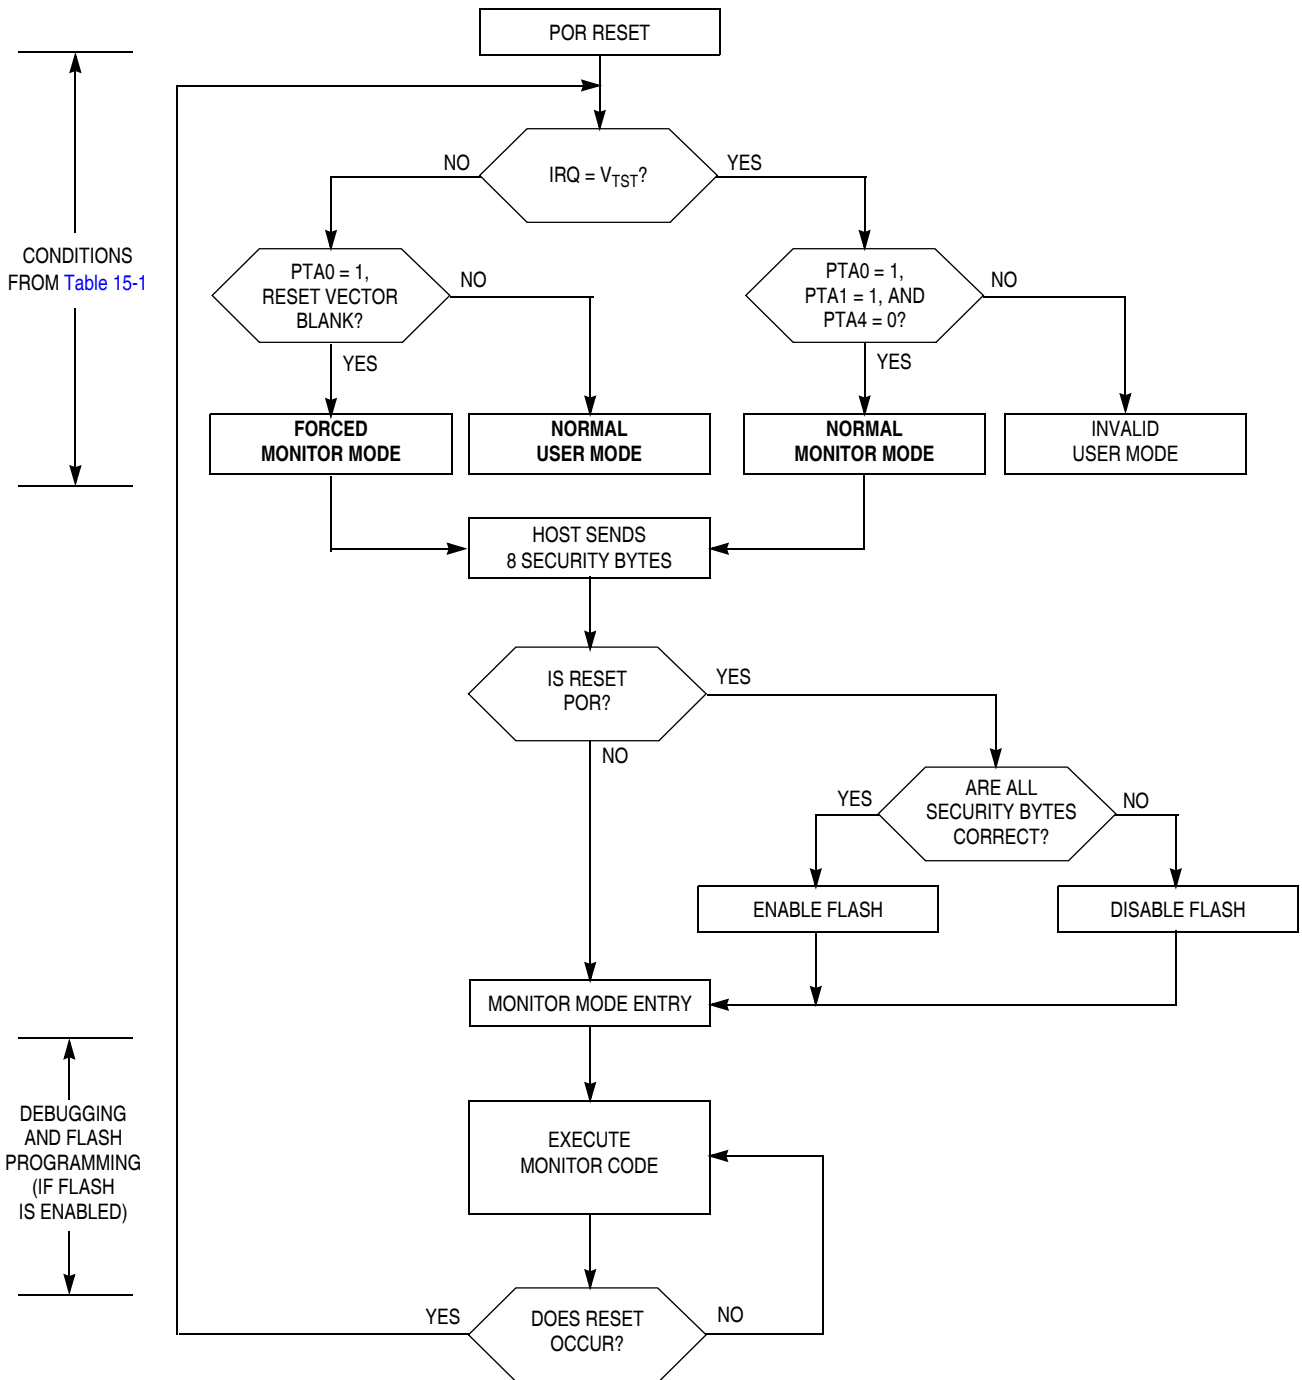 POR RESET
NO
IRQ = VTST?
YES
CONDITIONS
FROM Table 15-1
PTA0 = 1,
RESET VECTOR
BLANK?
NO
YES
PTA0 = 1,
PTA1 = 1, AND
PTA4 = 0?
NO
YES
FORCED
MONITOR MODE
NORMAL
USER MODE
NORMAL
MONITOR MODE
INVALID
USER MODE
HOST SENDS
8 SECURITY BYTES
IS RESET
POR?
YES
NO
ARE ALL
SECURITY BYTES
CORRECT?
YES
NO
ENABLE FLASH
DISABLE FLASH
MONITOR MODE ENTRY
DEBUGGING
AND FLASH
PROGRAMMING
(IF FLASH
IS ENABLED)
EXECUTE
MONITOR CODE
YES
DOES RESET
OCCUR?
NO